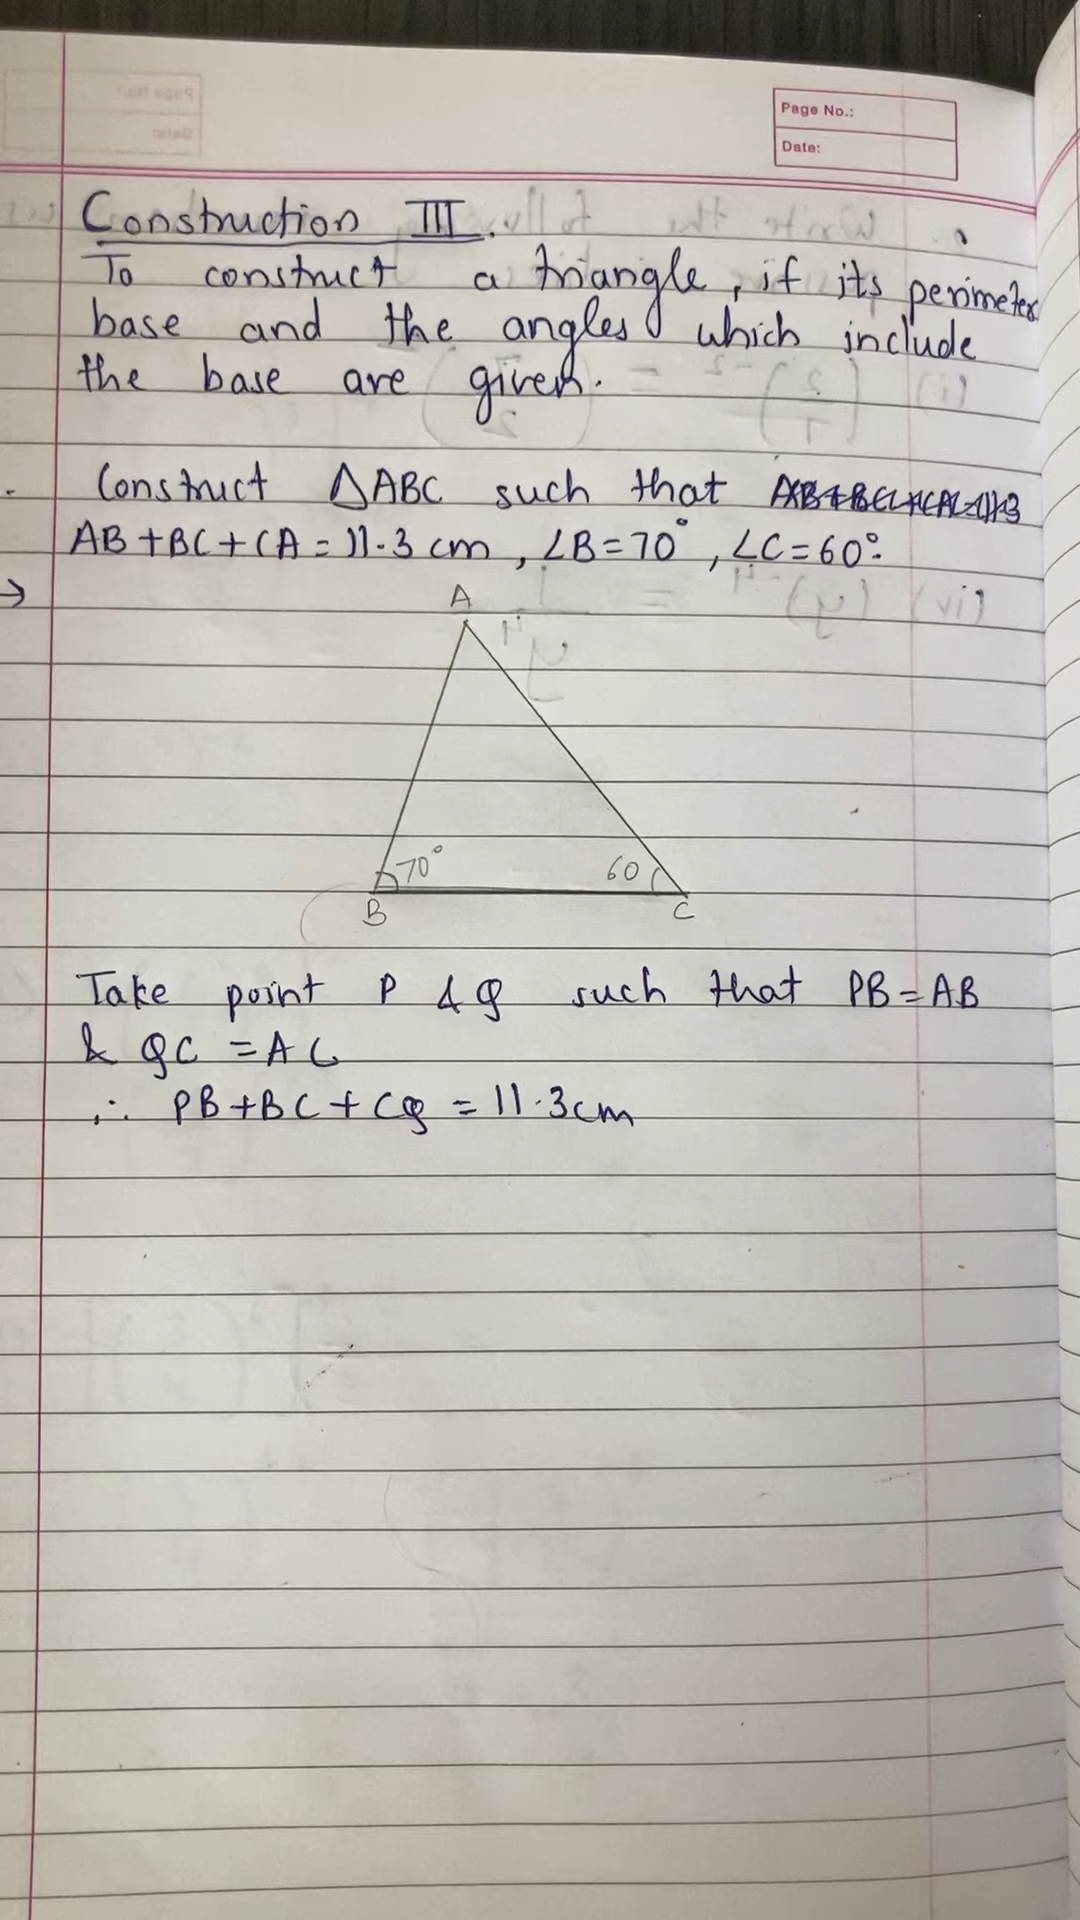 Page No.:
Date:
Construction III.
To construct a triangle, if its perimeter
base and the angles which include
the base are given.
Construct △ABC such that
AB+BC+CA=11.3 cm, ∠B=70°, ∠C=60°.
→
A
70° 60
B C
Take point P & Q such that PB=AB
& QC =AC
∴ PB+BC+CQ = 11.3cm